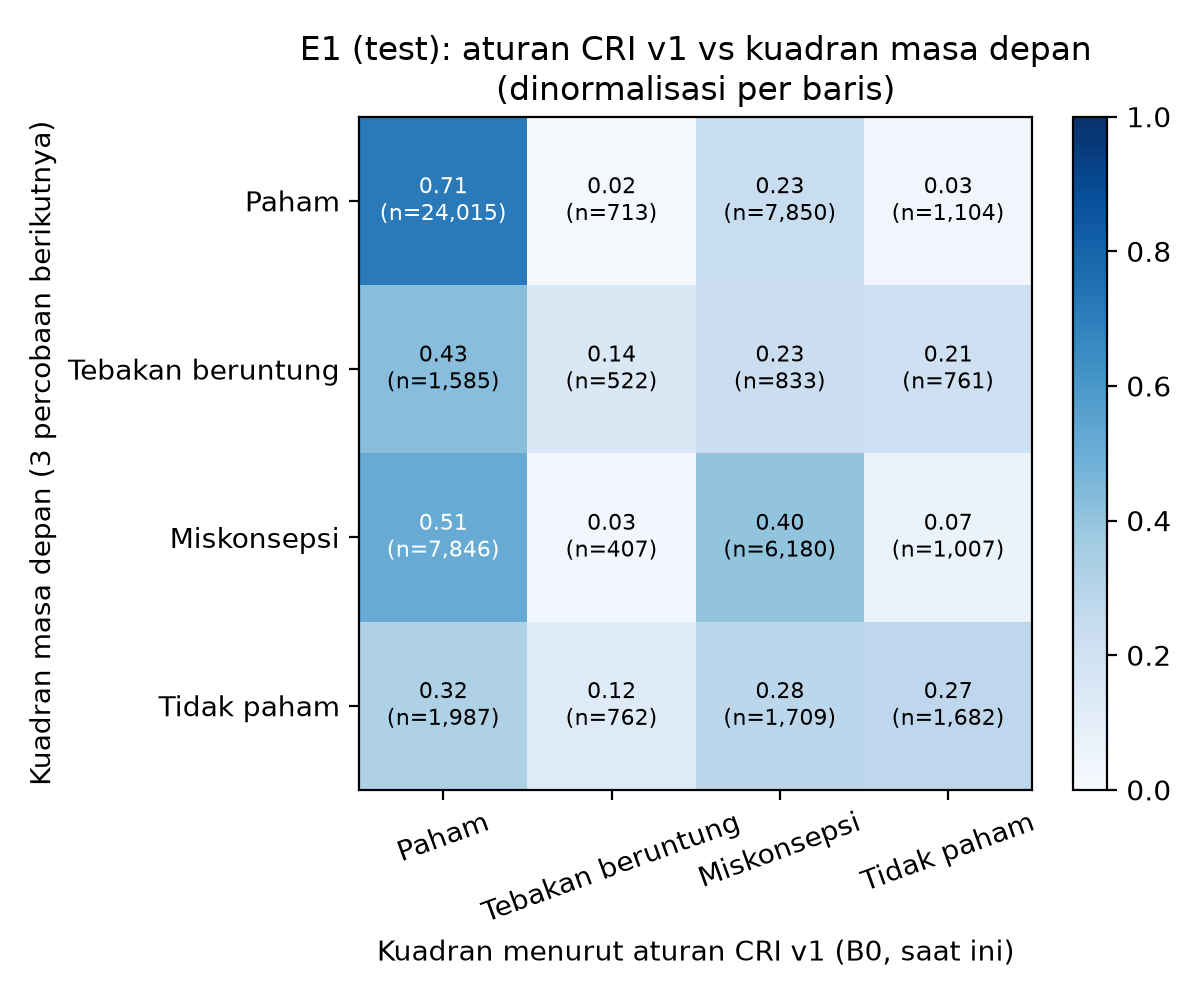 E1 (test): aturan CRI v1 vs kuadran masa depan
(dinormalisasi per baris)
Kuadran masa depan (3 percobaan berikutnya)
Paham
0.71
(n=24,015)
0.02
(n=713)
0.23
(n=7,850)
0.03
(n=1,104)
Tebakan beruntung
0.43
(n=1,585)
0.14
(n=522)
0.23
(n=833)
0.21
(n=761)
Miskonsepsi
0.51
(n=7,846)
0.03
(n=407)
0.40
(n=6,180)
0.07
(n=1,007)
Tidak paham
0.32
(n=1,987)
0.12
(n=762)
0.28
(n=1,709)
0.27
(n=1,682)
Paham
Tebakan beruntung
Miskonsepsi
Tidak paham
Kuadran menurut aturan CRI v1 (B0, saat ini)
1.0
0.8
0.6
0.4
0.2
0.0